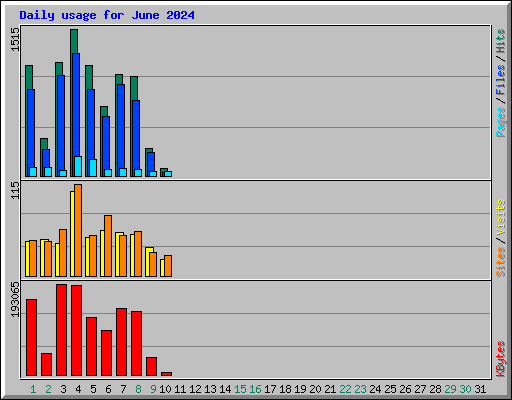 Daily usage for June 2024
1515
Pages / Files / Hits
115
Sites / Visits
193065
KBytes
1 2 3 4 5 6 7 8 9 10 11 12 13 14 15 16 17 18 19 20 21 22 23 24 25 26 27 28 29 30 31